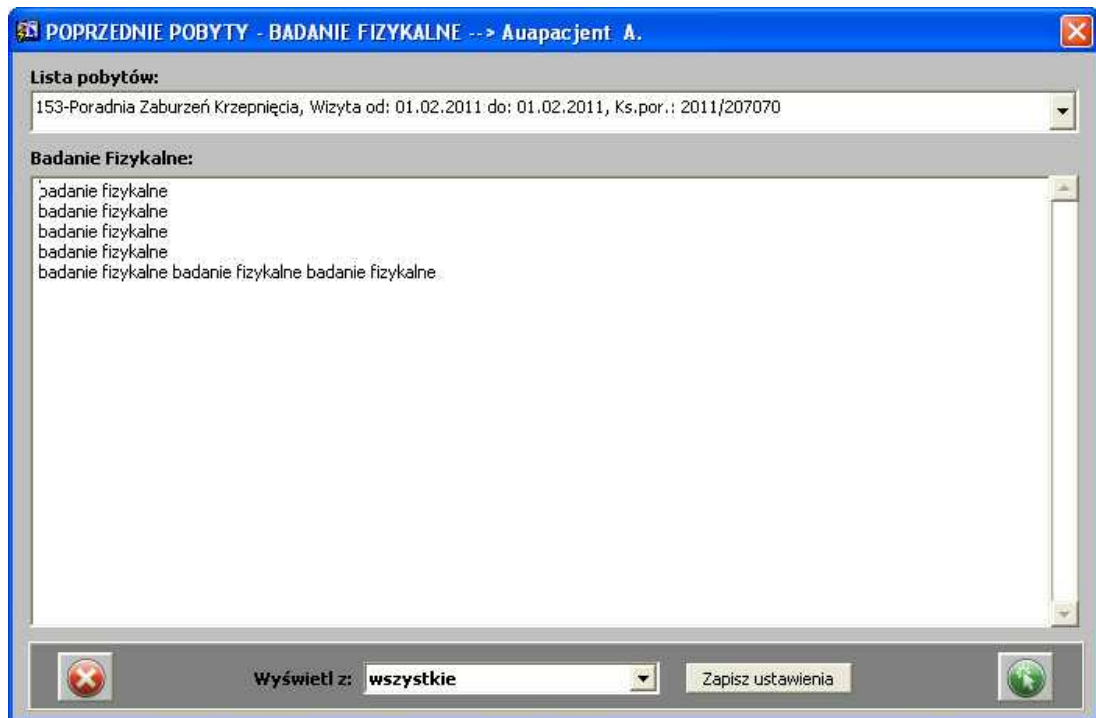 POPRZEDNIE POBYTY - BADANIE FIZYKALNE --> Auapacjent A.
Lista pobytów:
153-Poradnia Zaburzeń Krzepnięcia, Wizyta od: 01.02.2011 do: 01.02.2011, Ks.por.: 2011/207070
Badanie Fizykalne:
badanie fizykalne
badanie fizykalne
badanie fizykalne
badanie fizykalne
badanie fizykalne badanie fizykalne badanie fizykalne
Wyświetl z: wszystkie Zapisz ustawienia